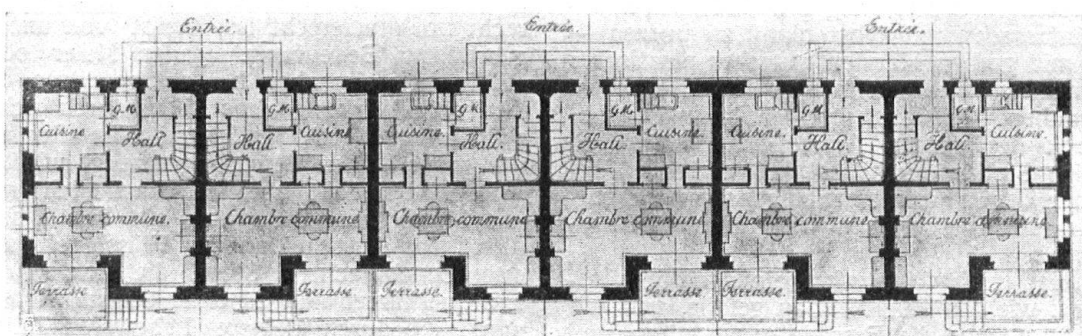 Entrée. Entrée. Entrée.
g.M. g.M. g.M. g.M. g.M. g.M.
Cuisine. Hall Hall Cuisine Cuisine. Hall. Hall. Cuisine. Cuisine. Hall. Hall. Cuisine.
Chambre commune. Chambre commune Chambre commune Chambre commune. Chambre commune. Chambre commune
Terrasse Terrasse. Terrasse. Terrasse. Terrasse. Terrasse.